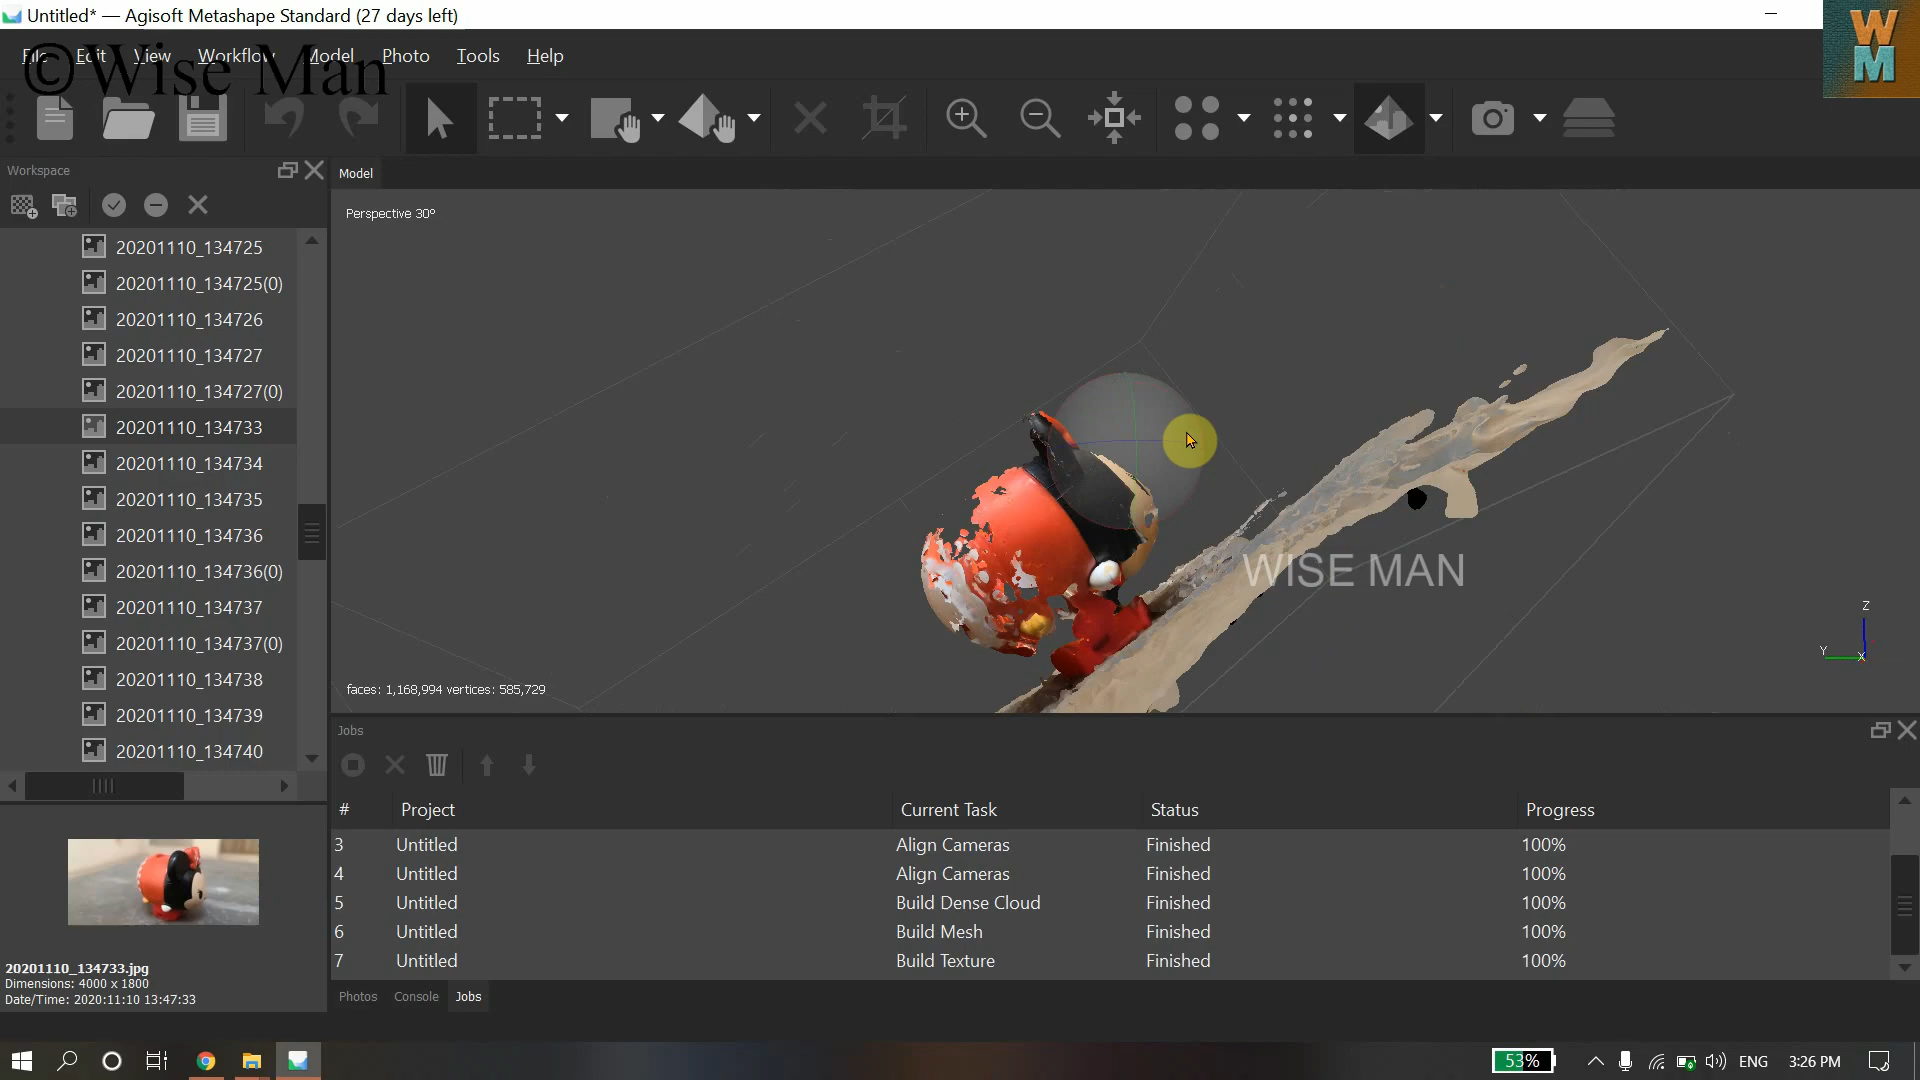 Untitled* — Agisoft Metashape Standard (27 days left)
W
M
File Edit View Workflow Model Photo Tools Help
©Wise Man
Workspace
Model
Perspective 30°
20201110_134725
20201110_134725(0)
20201110_134726
20201110_134727
20201110_134727(0)
20201110_134733
20201110_134734
20201110_134735
20201110_134736
20201110_134736(0)
20201110_134737
20201110_134737(0)
20201110_134738
20201110_134739
20201110_134740
WISE MAN
Z
Y
X
faces: 1,168,994 vertices: 585,729
Jobs
# Project Current Task Status Progress
3 Untitled Align Cameras Finished 100%
4 Untitled Align Cameras Finished 100%
5 Untitled Build Dense Cloud Finished 100%
6 Untitled Build Mesh Finished 100%
7 Untitled Build Texture Finished 100%
20201110_134733.jpg
Dimensions: 4000 x 1800
Date/Time: 2020:11:10 13:47:33
Photos Console Jobs
53% ENG 3:26 PM